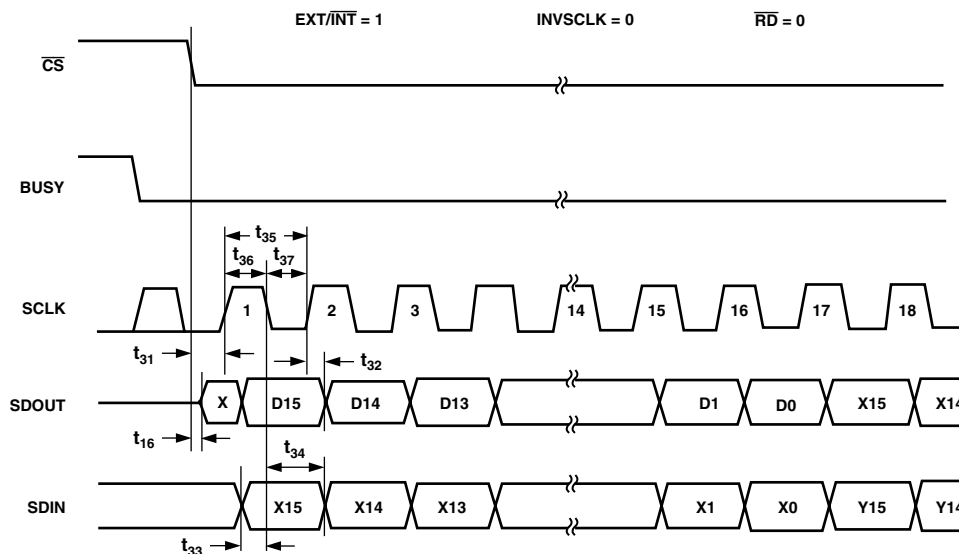 EXT/INT = 1 INVSCLK = 0 RD = 0
CS
BUSY
t35
t36 t37
SCLK 1 2 3 14 15 16 17 18
t31 t32
SDOUT X D15 D14 D13 D1 D0 X15 X14
t16
t34
SDIN X15 X14 X13 X1 X0 Y15 Y14
t33